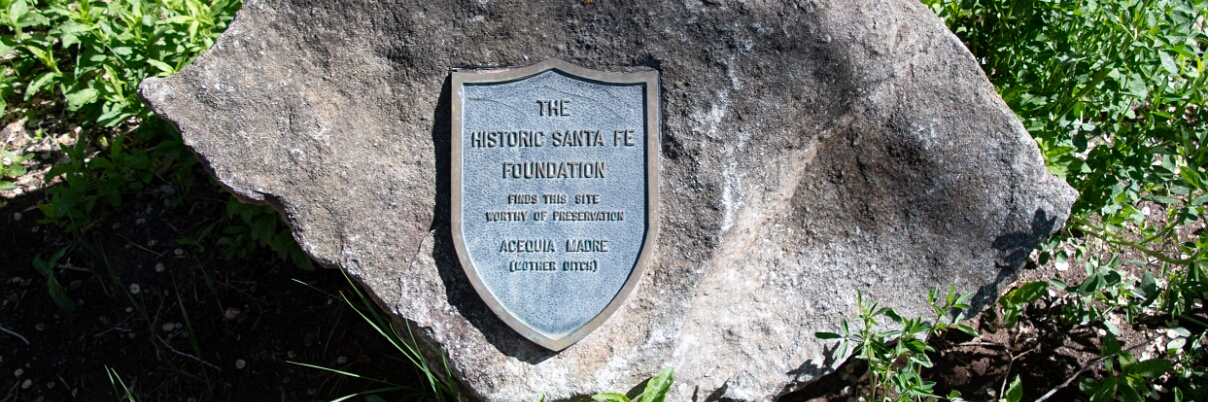 THE
HISTORIC SANTA FE
FOUNDATION
FINDS THIS SITE
WORTHY OF PRESERVATION
ACEQUIA MADRE
(MOTHER DITCH)